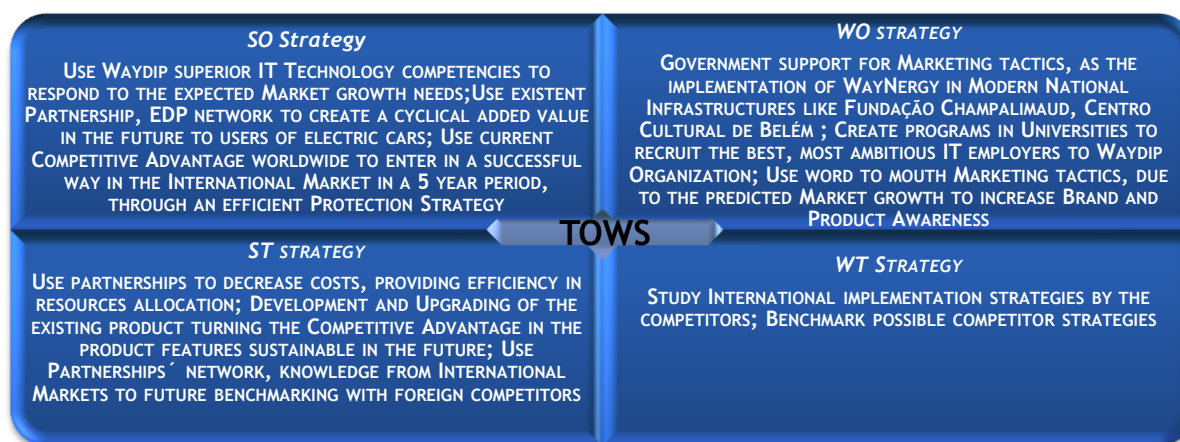 SO Strategy
Use Waydip superior IT Technology competencies to
respond to the expected Market growth needs;Use existent
Partnership, EDP network to create a cyclical added value
in the future to users of electric cars; Use current
Competitive Advantage worldwide to enter in a successful
way in the International Market in a 5 year period,
through an efficient Protection Strategy
WO strategy
Government support for Marketing tactics, as the
implementation of WayNergy in Modern National
Infrastructures like Fundação Champalimaud, Centro
Cultural de Belém ; Create programs in Universities to
recruit the best, most ambitious IT employers to Waydip
Organization; Use word to mouth Marketing tactics, due
to the predicted Market growth to increase Brand and
Product Awareness
TOWS
ST strategy
Use partnerships to decrease costs, providing efficiency in
resources allocation; Development and Upgrading of the
existing product turning the Competitive Advantage in the
product features sustainable in the future; Use
Partnerships´ network, knowledge from International
Markets to future benchmarking with foreign competitors
WT Strategy
Study International implementation strategies by the
competitors; Benchmark possible competitor strategies